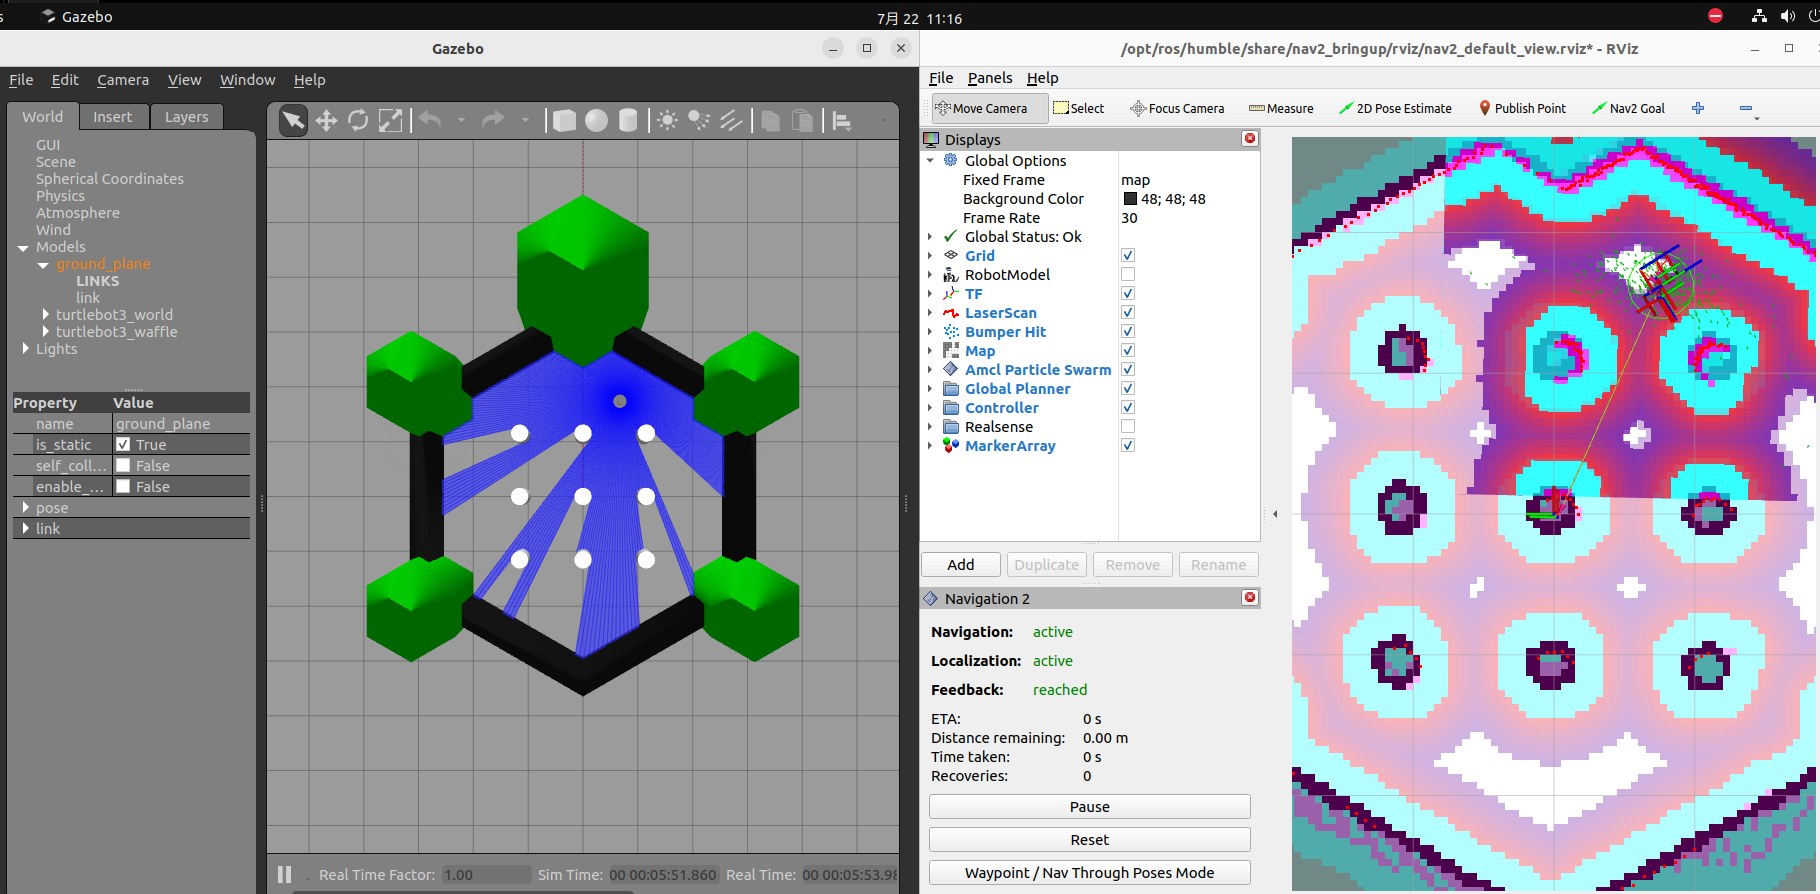 Gazebo
7月 22 11:16
Gazebo
File Edit Camera View Window Help
World Insert Layers
GUI
Scene
Spherical Coordinates
Physics
Atmosphere
Wind
Models
ground_plane
LINKS
link
turtlebot3_world
turtlebot3_waffle
Lights
Property Value
name ground_plane
is_static True
self_coll... False
enable_... False
pose
link
Real Time Factor: 1.00 Sim Time: 00 00:05:51.860 Real Time: 00 00:05:53.98
/opt/ros/humble/share/nav2_bringup/rviz/nav2_default_view.rviz* - RViz
File Panels Help
Move Camera Select Focus Camera Measure 2D Pose Estimate Publish Point Nav2 Goal
Displays
Global Options
Fixed Frame map
Background Color 48; 48; 48
Frame Rate 30
Global Status: Ok
Grid
RobotModel
TF
LaserScan
Bumper Hit
Map
Amcl Particle Swarm
Global Planner
Controller
Realsense
MarkerArray
Add Duplicate Remove Rename
Navigation 2
Navigation: active
Localization: active
Feedback: reached
ETA: 0 s
Distance remaining: 0.00 m
Time taken: 0 s
Recoveries: 0
Pause
Reset
Waypoint / Nav Through Poses Mode